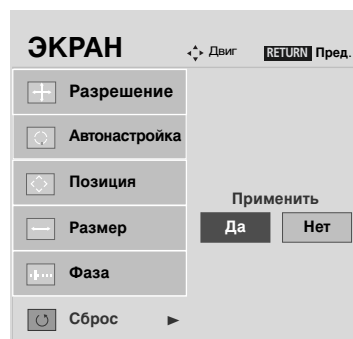 ЭКРАН Двиг RETURN Пред.
Разрешение
Автонастройка
Позиция
Размер
Фаза
Сброс
Применить
Да Нет